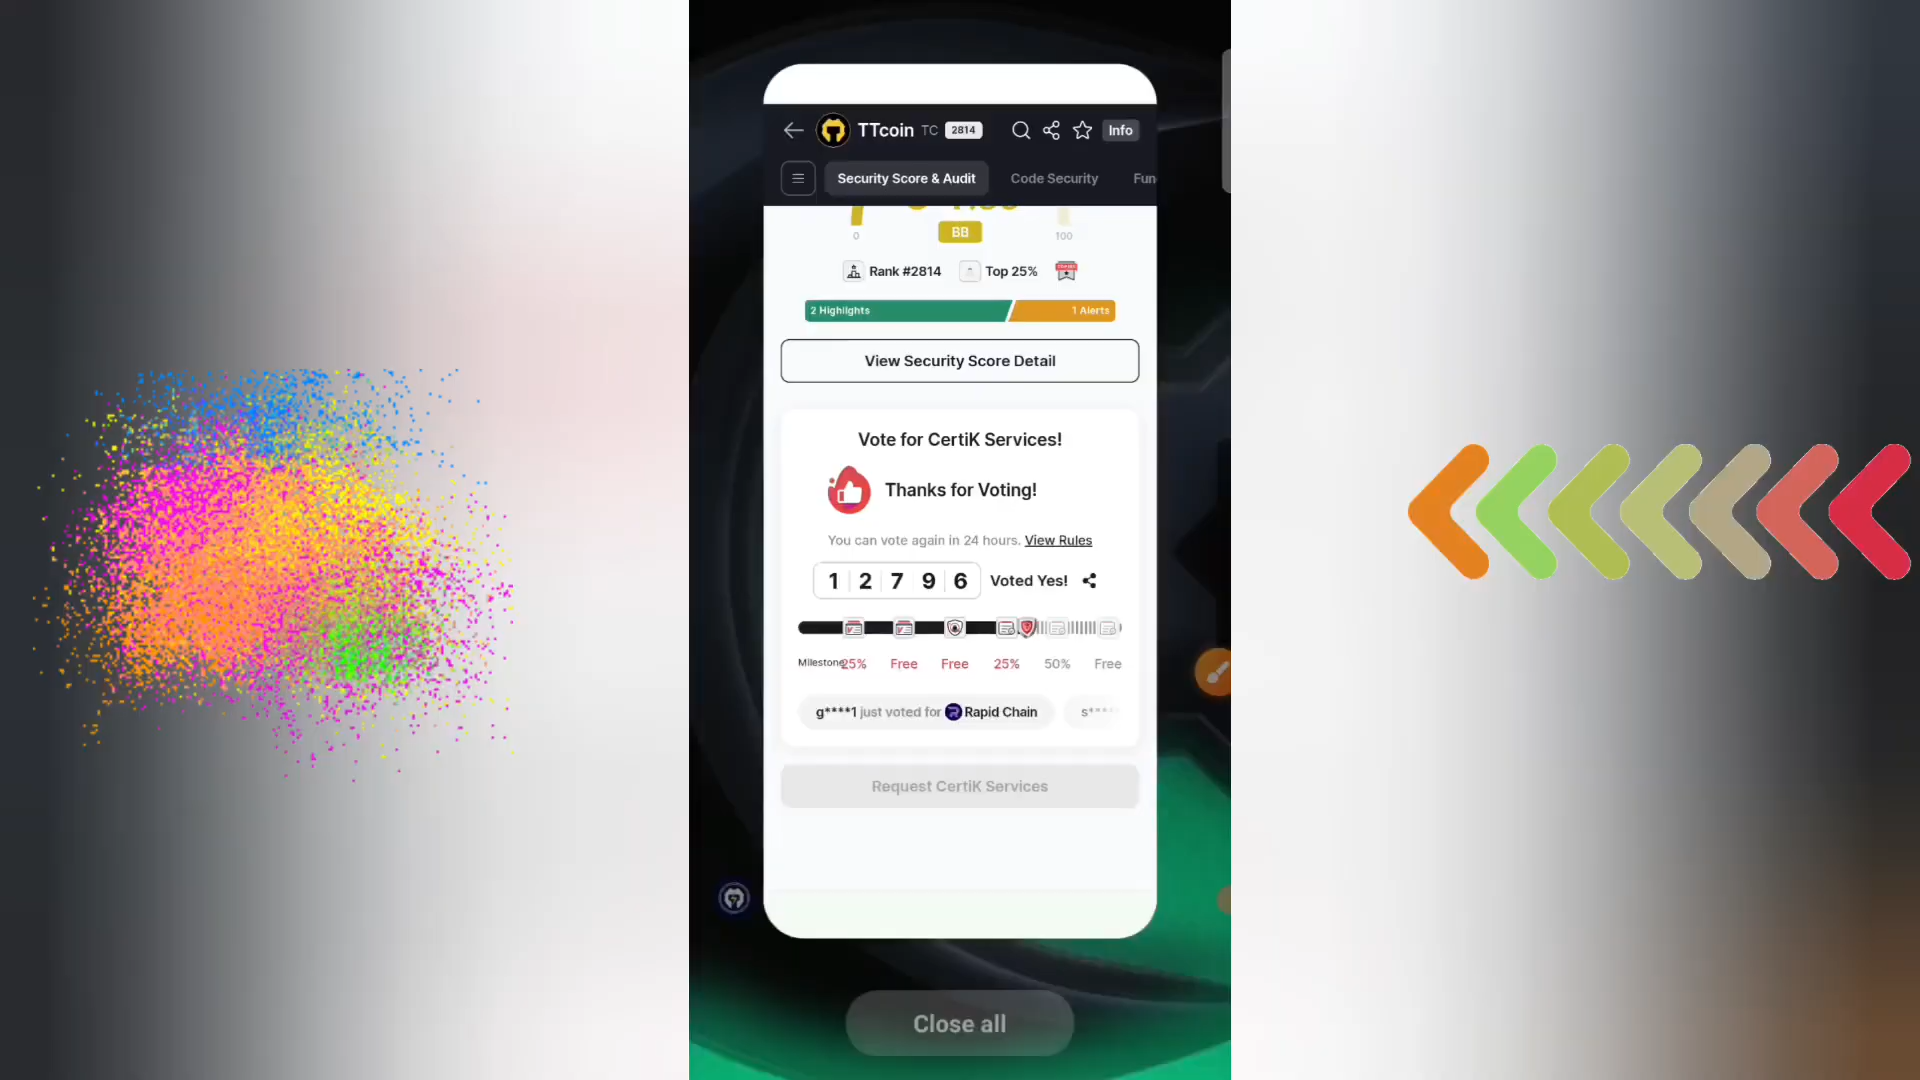 TTcoin TC 2814 Info
Security Score & Audit Code Security Fun
0 BB 100
Rank #2814 Top 25%
2 Highlights 1 Alerts
View Security Score Detail
Vote for CertiK Services!
Thanks for Voting!
You can vote again in 24 hours. View Rules
1 2 7 9 6 Voted Yes!
Milestone 25% Free Free 25% 50% Free
g****1 just voted for Rapid Chain s****
Request CertiK Services
Close all